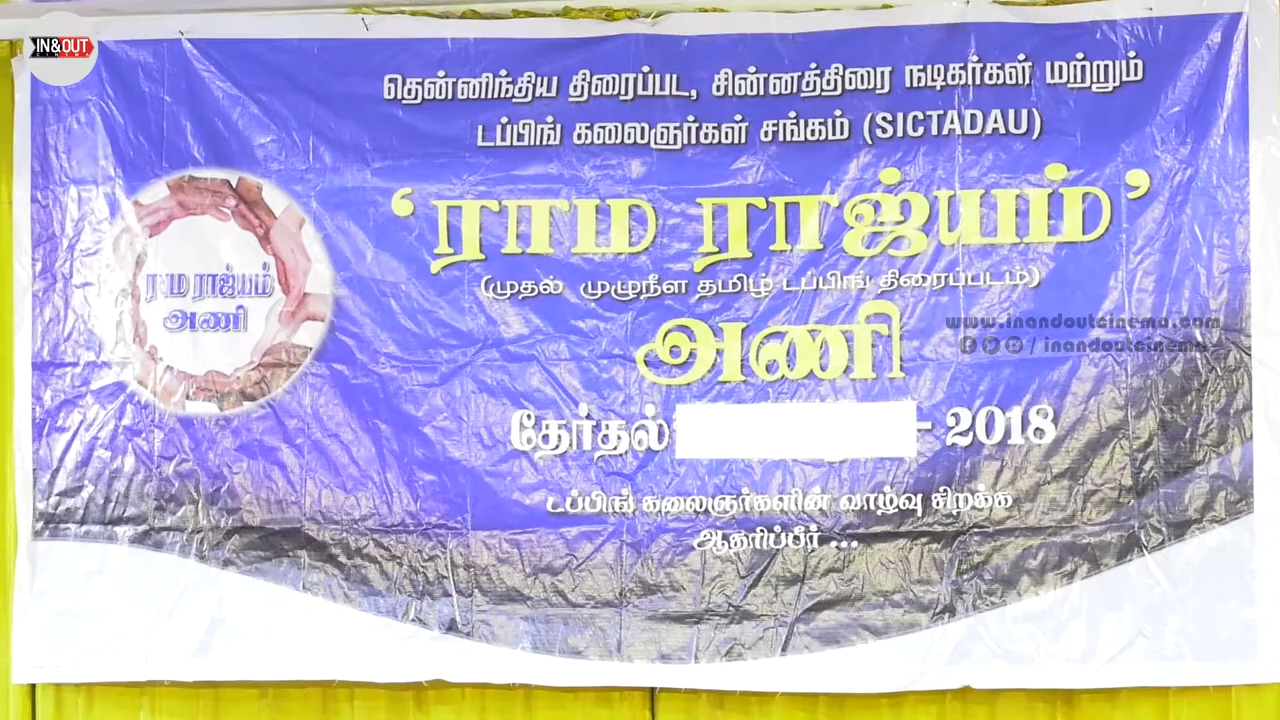 IN&OUT
CINEMA
தென்னிந்திய திரைப்பட, சின்னத்திரை நடிகர்கள் மற்றும்
டப்பிங் கலைஞர்கள் சங்கம் (SICTADAU)
‘ராம ராஜ்யம்’
(முதல் முழுநீள தமிழ் டப்பிங் திரைப்படம்)
அணி
ராம ராஜ்யம்
அணி
www.inandoutcinema.com
/ inandoutcinema
தேர்தல் - 2018
டப்பிங் கலைஞர்களின் வாழ்வு சிறக்க
ஆதரிப்பீர் ...